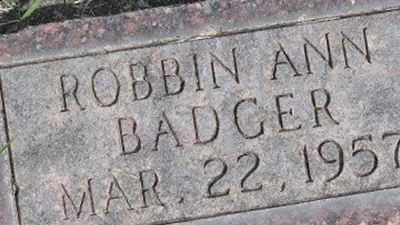 ROBBIN ANN
BADGER
MAR. 22, 1957